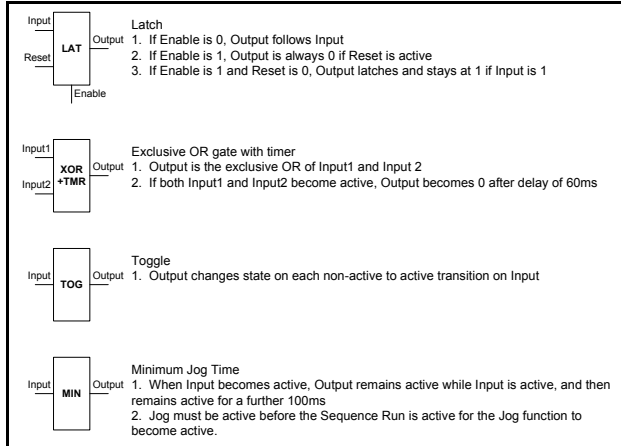 Input
Reset
LAT
Output
Enable
Latch
1. If Enable is 0, Output follows Input
2. If Enable is 1, Output is always 0 if Reset is active
3. If Enable is 1 and Reset is 0, Output latches and stays at 1 if Input is 1
Input1
Input2
XOR
+TMR
Output
Exclusive OR gate with timer
1. Output is the exclusive OR of Input1 and Input 2
2. If both Input1 and Input2 become active, Output becomes 0 after delay of 60ms
Input
TOG
Output
Toggle
1. Output changes state on each non-active to active transition on Input
Input
MIN
Output
Minimum Jog Time
1. When Input becomes active, Output remains active while Input is active, and then
remains active for a further 100ms
2. Jog must be active before the Sequence Run is active for the Jog function to
become active.